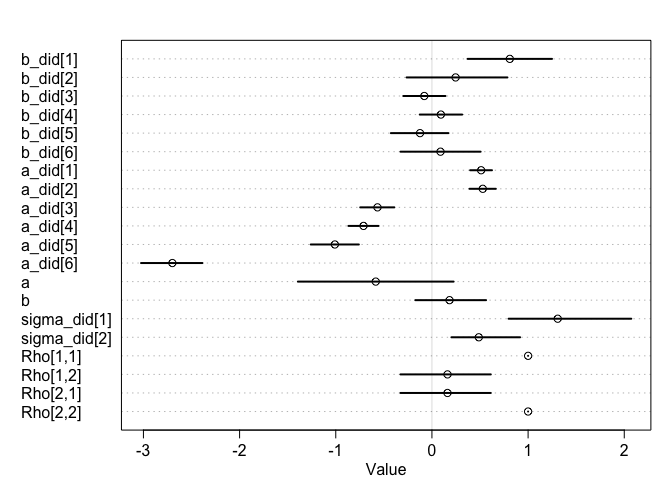 b_did[1]
b_did[2]
b_did[3]
b_did[4]
b_did[5]
b_did[6]
a_did[1]
a_did[2]
a_did[3]
a_did[4]
a_did[5]
a_did[6]
a
b
sigma_did[1]
sigma_did[2]
Rho[1,1]
Rho[1,2]
Rho[2,1]
Rho[2,2]
-3 -2 -1 0 1 2
Value